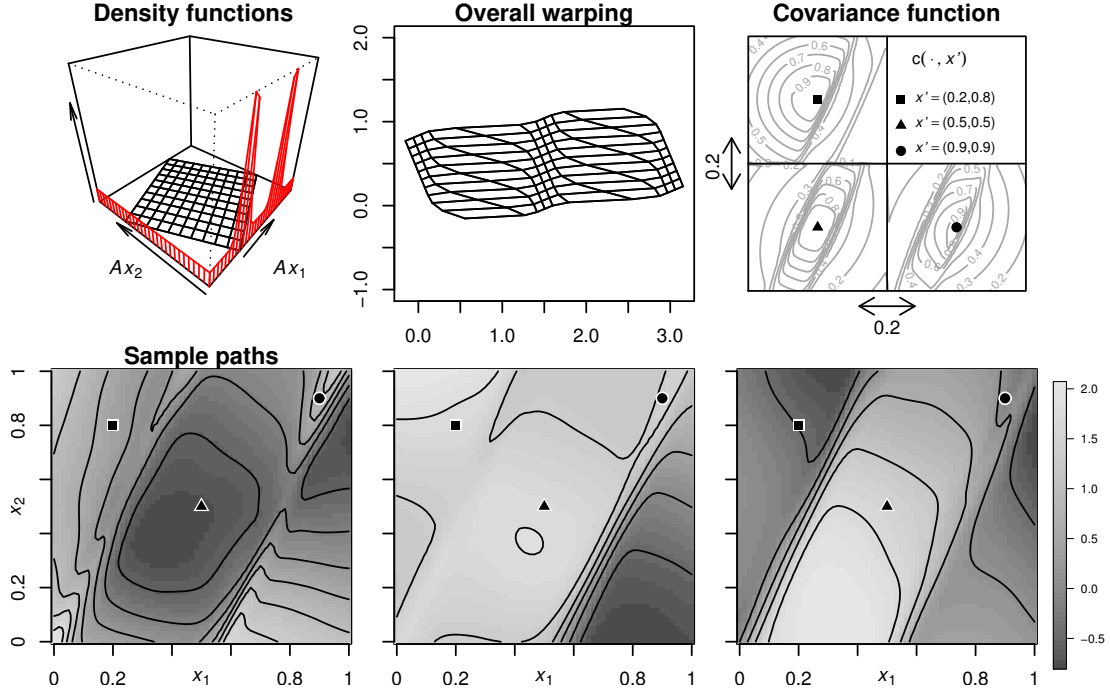 Density functions
Overall warping
Covariance function
Ax2
Ax1
2.0
1.0
0.0
−1.0
0.0
1.0
2.0
3.0
c( · , x')
x' = (0.2,0.8)
x' = (0.5,0.5)
x' = (0.9,0.9)
0.2
0.2
Sample paths
1
0.8
x2
0.2
0
0
0.2
x1
0.8
1
0
0.2
x1
0.8
1
0
0.2
x1
0.8
1
2.0
1.5
1.0
0.5
0.0
−0.5